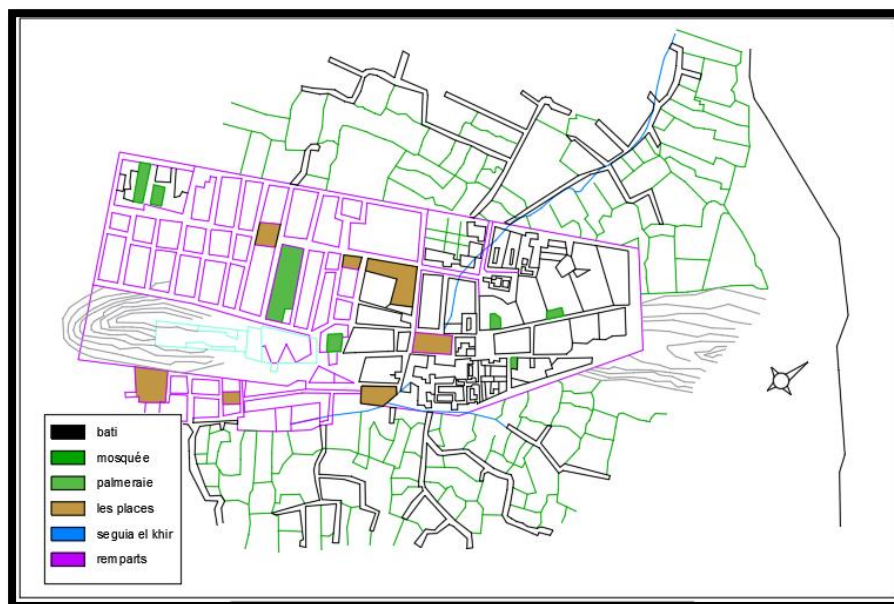 bati
mosquée
palmeraie
les places
seguia el khir
remparts